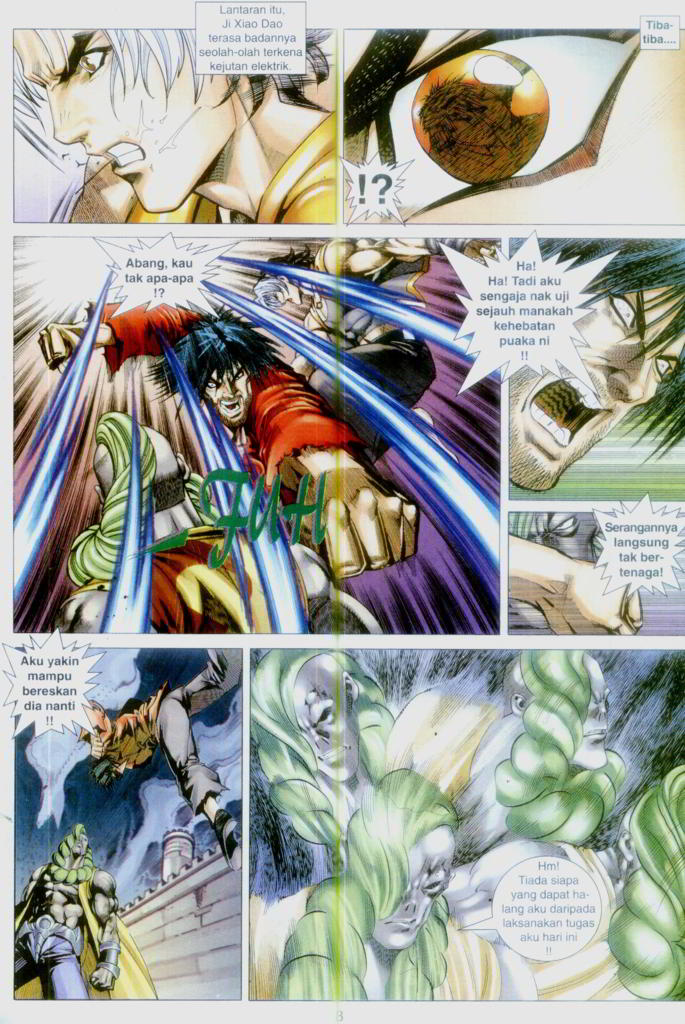 Lantaran itu,
Ji Xiao Dao
terasa badannya
seolah-olah terkena
kejutan elektrik.
Tiba-
tiba....
!?
Abang, kau
tak apa-apa
!?
Ha!
Ha! Tadi aku
sengaja nak uji
sejauh manakah
kehebatan
puaka ni
!!
FUH
Serangannya
langsung
tak ber-
tenaga!
Aku yakin
mampu
bereskan
dia nanti
!!
Hm!
Tiada siapa
yang dapat ha-
lang aku daripada
laksanakan tugas
aku hari ini
!!